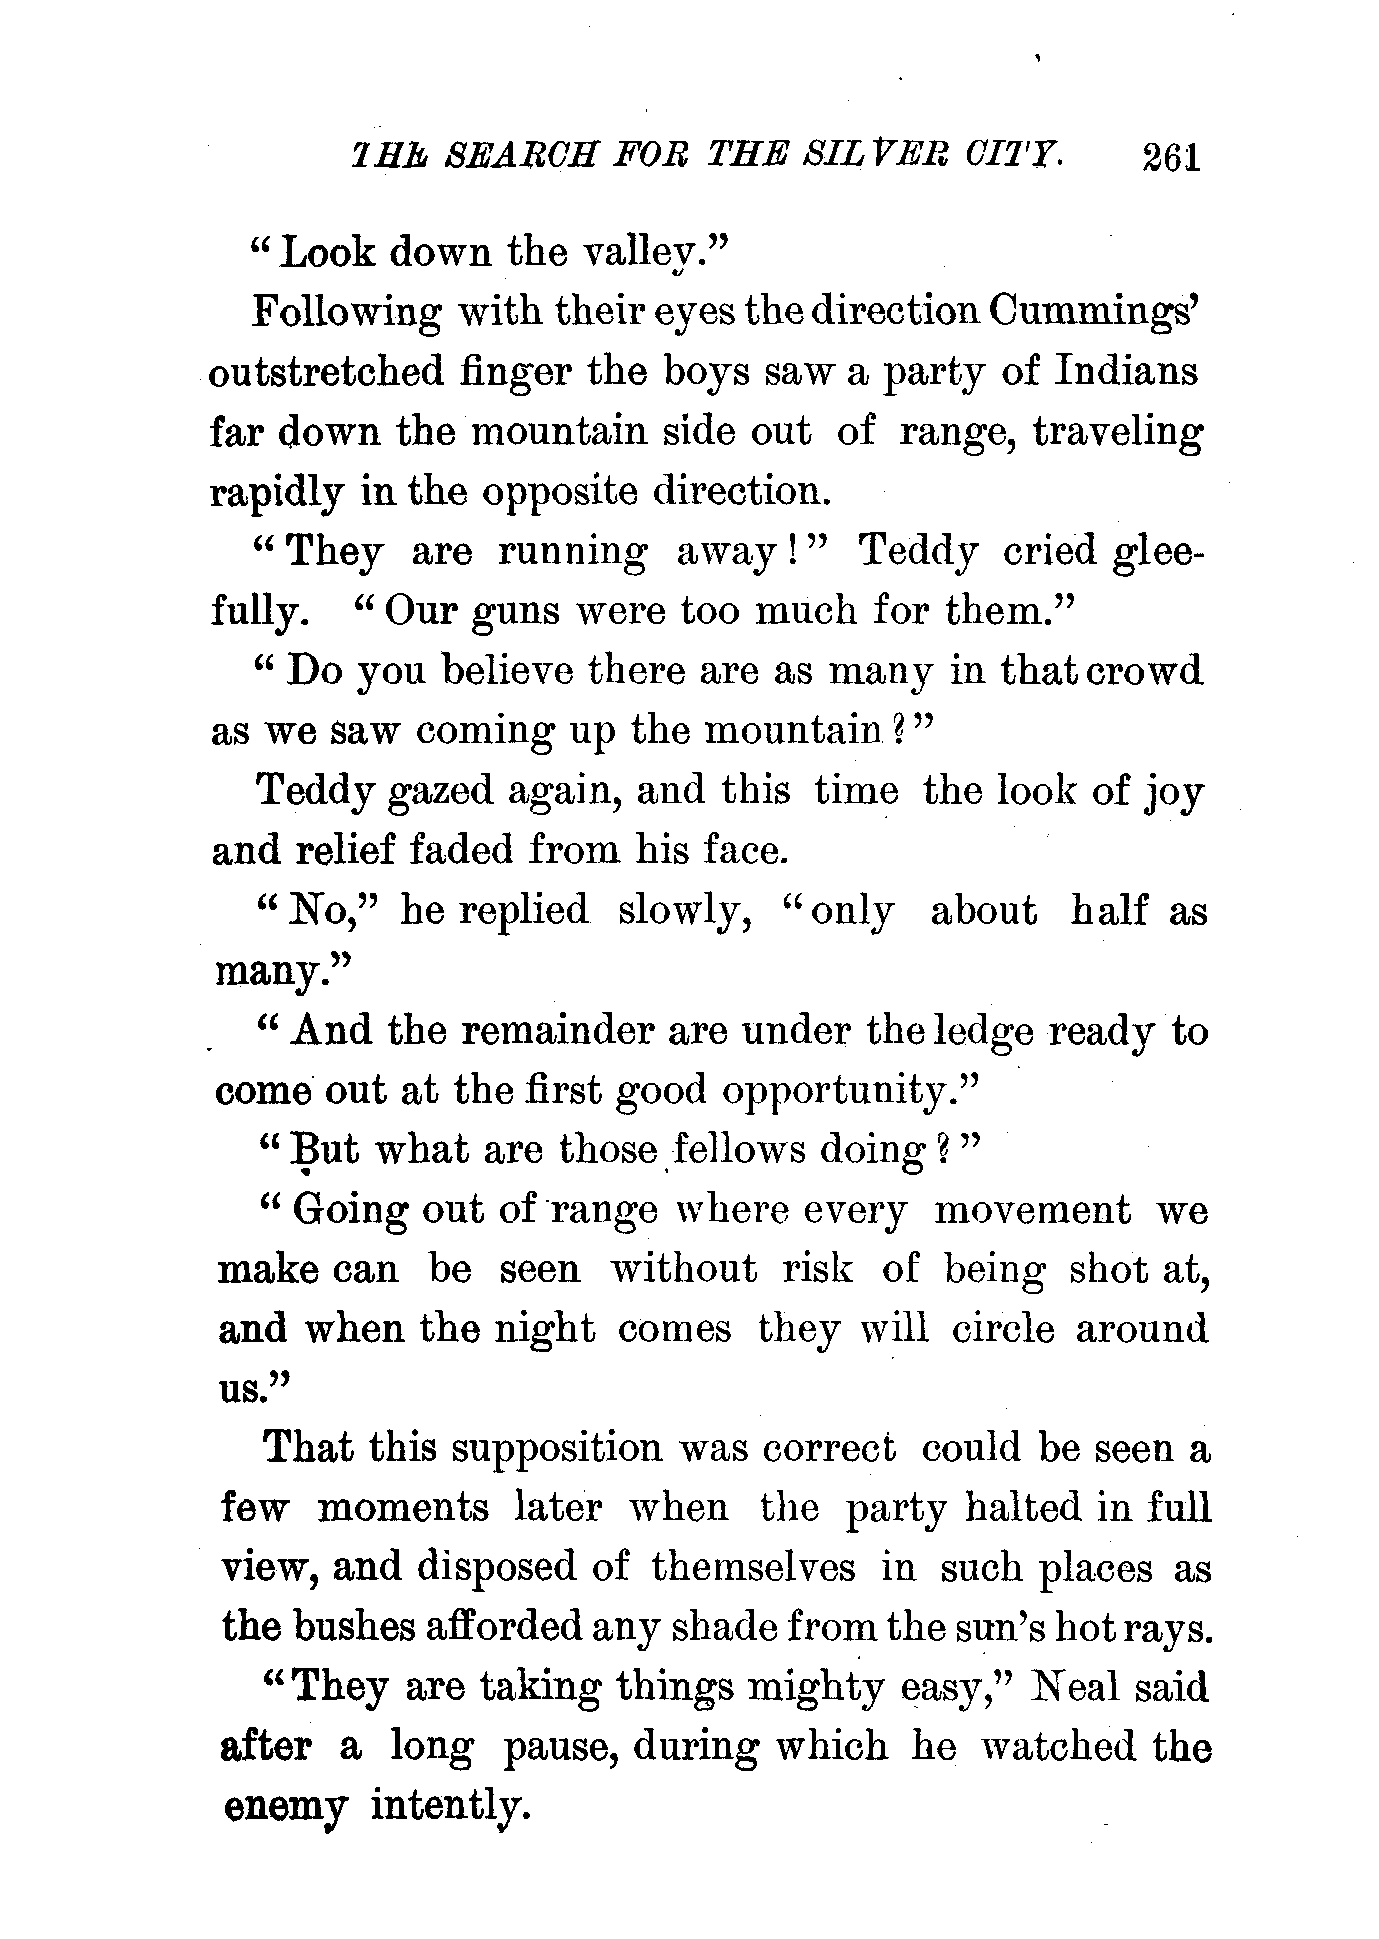 THE SEARCH FOR THE SILVER CITY. 261
"Look down the valley."
Following with their eyes the direction Cummings'
outstretched finger the boys saw a party of Indians
far down the mountain side out of range, traveling
rapidly in the opposite direction.
"They are running away!" Teddy cried glee-
fully. "Our guns were too much for them."
"Do you believe there are as many in that crowd
as we saw coming up the mountain?"
Teddy gazed again, and this time the look of joy
and relief faded from his face.
"No," he replied slowly, "only about half as
many."
"And the remainder are under the ledge ready to
come out at the first good opportunity."
"But what are those fellows doing?"
"Going out of range where every movement we
make can be seen without risk of being shot at,
and when the night comes they will circle around
us."
That this supposition was correct could be seen a
few moments later when the party halted in full
view, and disposed of themselves in such places as
the bushes afforded any shade from the sun's hot rays.
"They are taking things mighty easy," Neal said
after a long pause, during which he watched the
enemy intently.